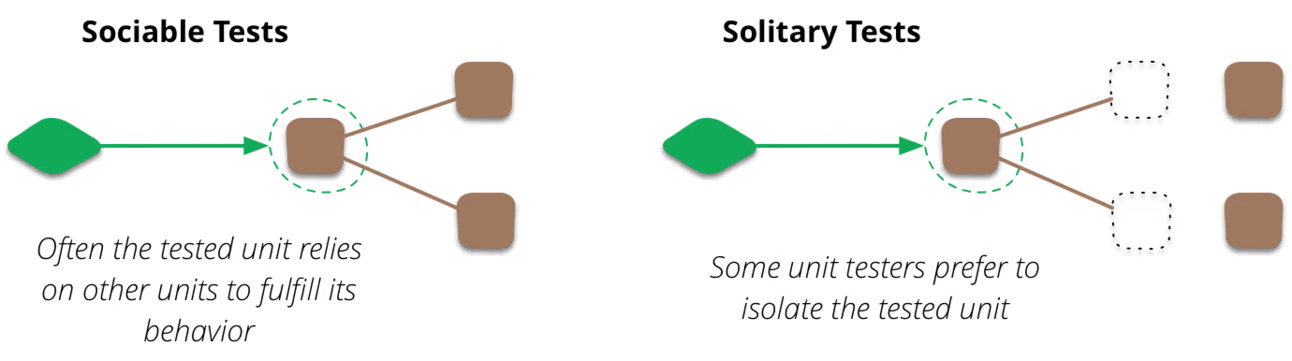 Sociable Tests
Often the tested unit relies
on other units to fulfill its
behavior
Solitary Tests
Some unit testers prefer to
isolate the tested unit